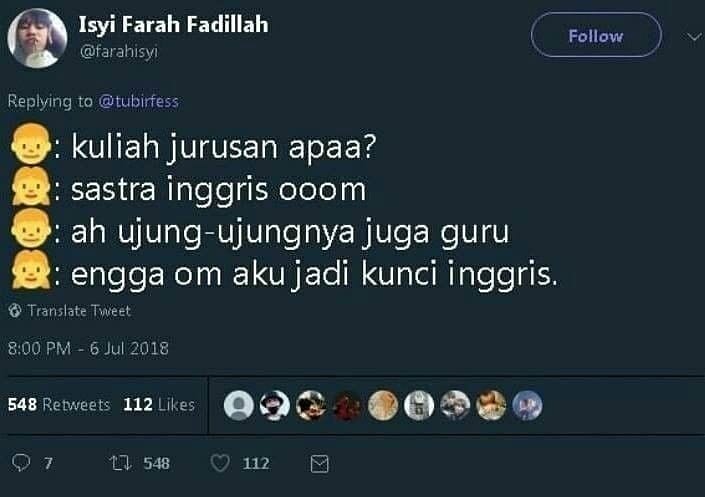 Isyi Farah Fadillah
@farahisyi
Follow
Replying to @tubirfess
: kuliah jurusan apaa?
: sastra inggris ooom
: ah ujung-ujungnya juga guru
: engga om aku jadi kunci inggris.
Translate Tweet
8:00 PM - 6 Jul 2018
548 Retweets 112 Likes
7 548 112